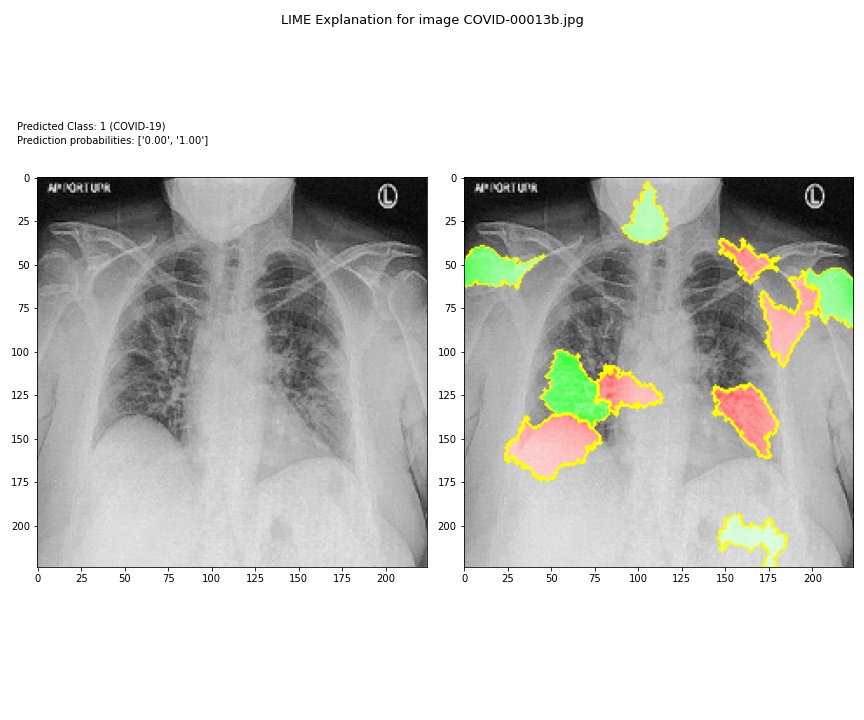 LIME Explanation for image COVID-00013b.jpg
Predicted Class: 1 (COVID-19)
Prediction probabilities: ['0.00', '1.00']
L
L
0
25
50
75
100
125
150
175
200
0 25 50 75 100 125 150 175 200
0
25
50
75
100
125
150
175
200
0 25 50 75 100 125 150 175 200